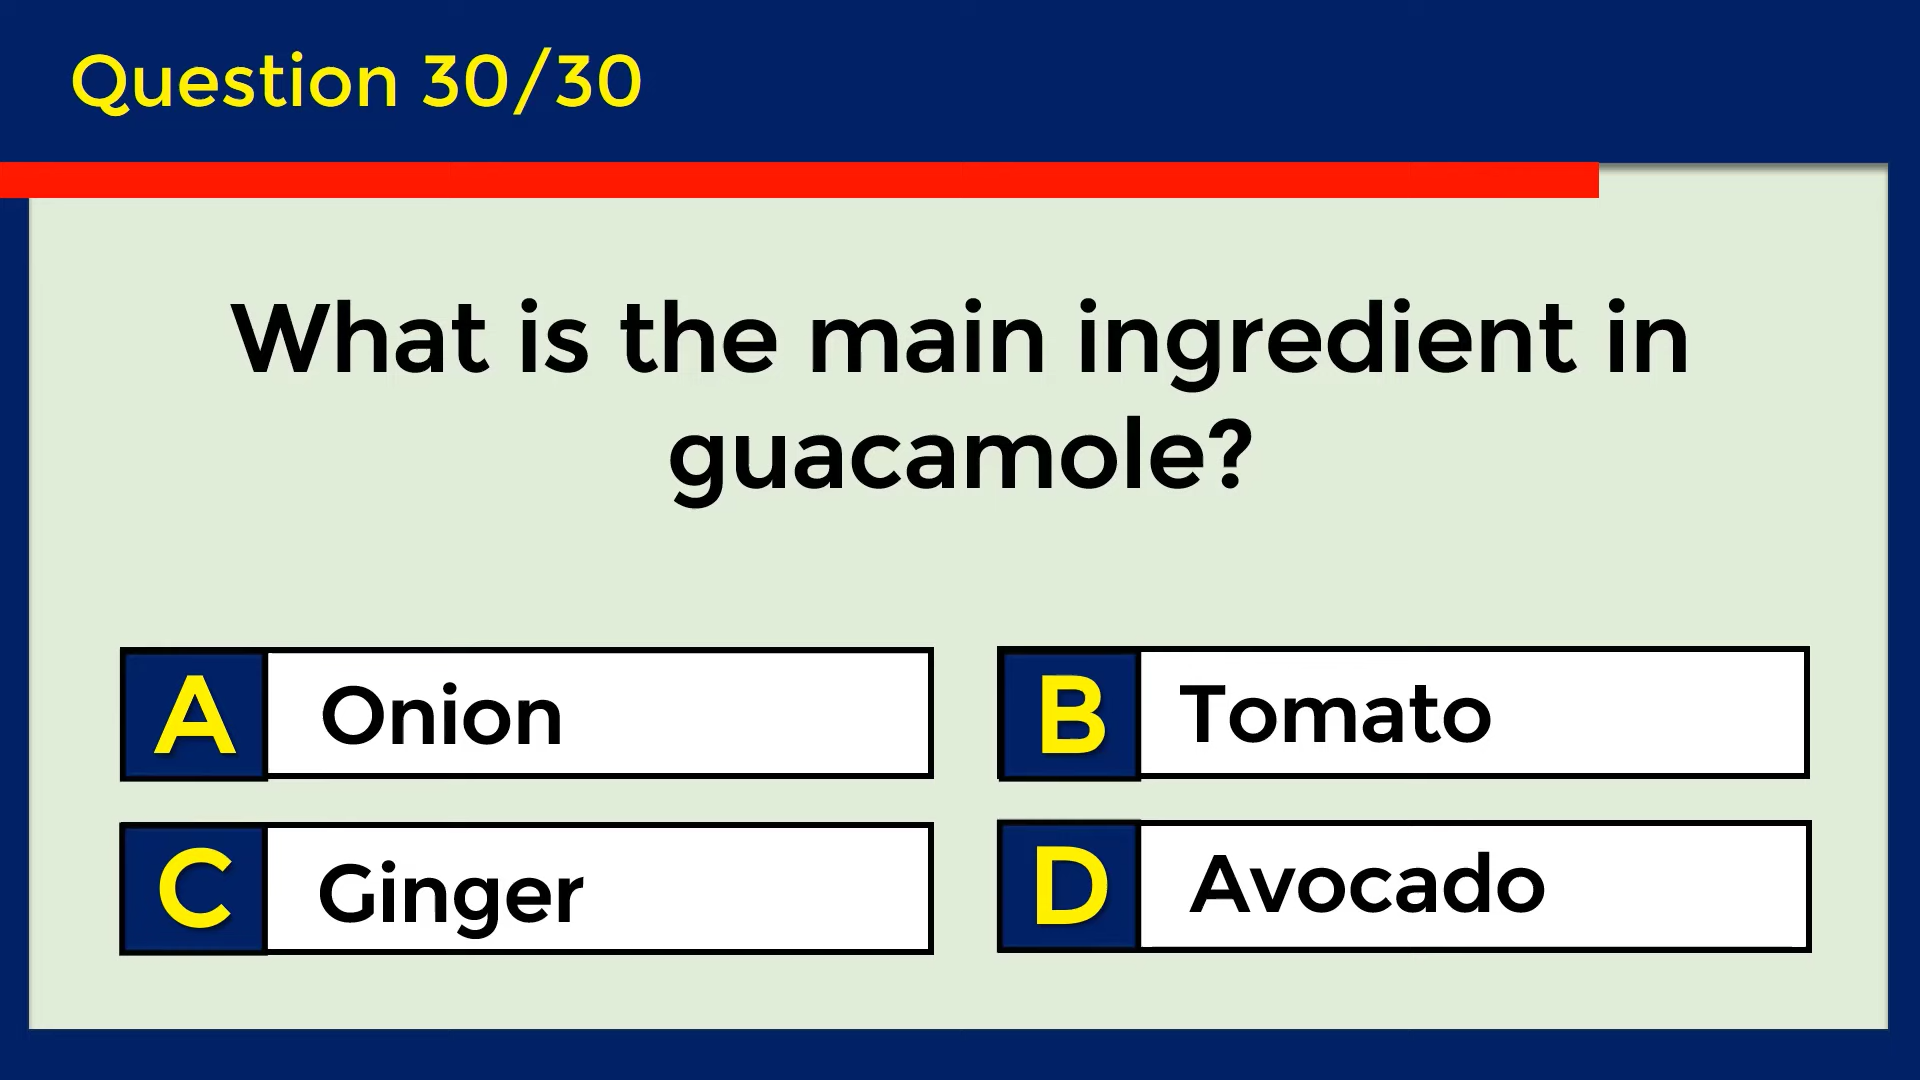 Question 30/30
What is the main ingredient in
guacamole?
A Onion
B Tomato
C Ginger
D Avocado